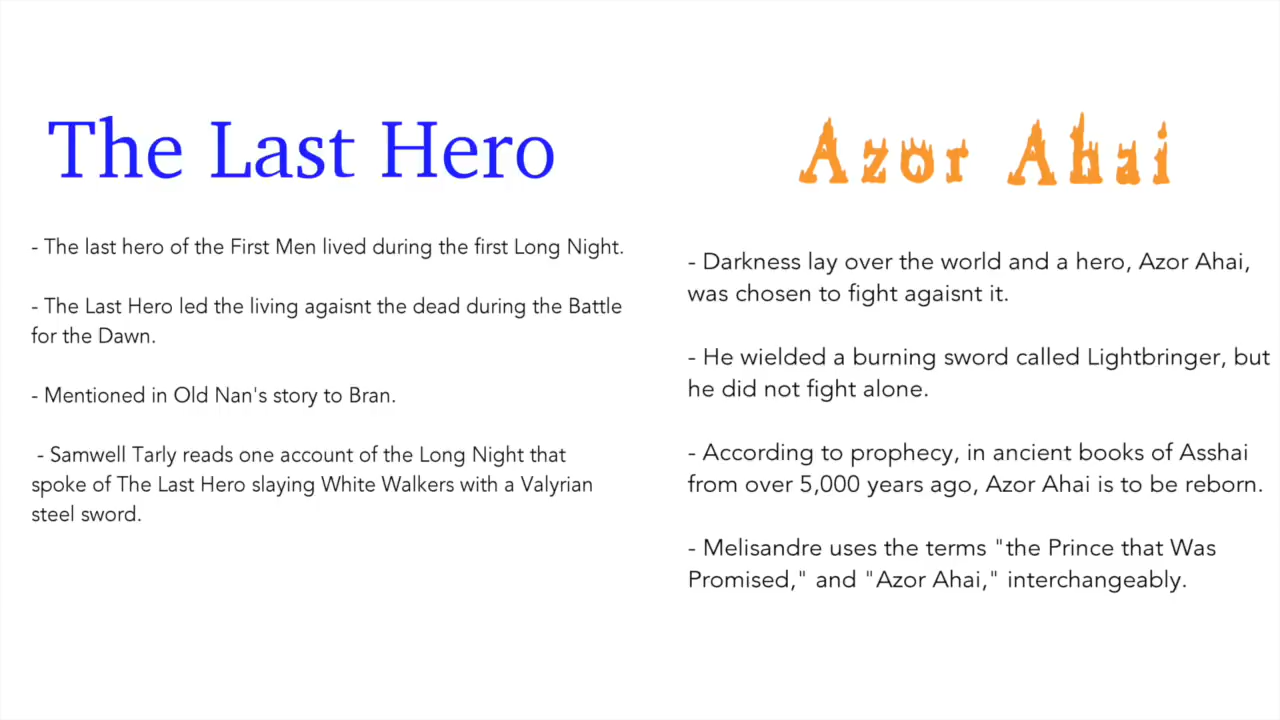 The Last Hero
- The last hero of the First Men lived during the first Long Night.
- The Last Hero led the living agaisnt the dead during the Battle
for the Dawn.
- Mentioned in Old Nan's story to Bran.
- Samwell Tarly reads one account of the Long Night that
spoke of The Last Hero slaying White Walkers with a Valyrian
steel sword.
Azor Ahai
- Darkness lay over the world and a hero, Azor Ahai,
was chosen to fight agaisnt it.
- He wielded a burning sword called Lightbringer, but
he did not fight alone.
- According to prophecy, in ancient books of Asshai
from over 5,000 years ago, Azor Ahai is to be reborn.
- Melisandre uses the terms "the Prince that Was
Promised," and "Azor Ahai," interchangeably.